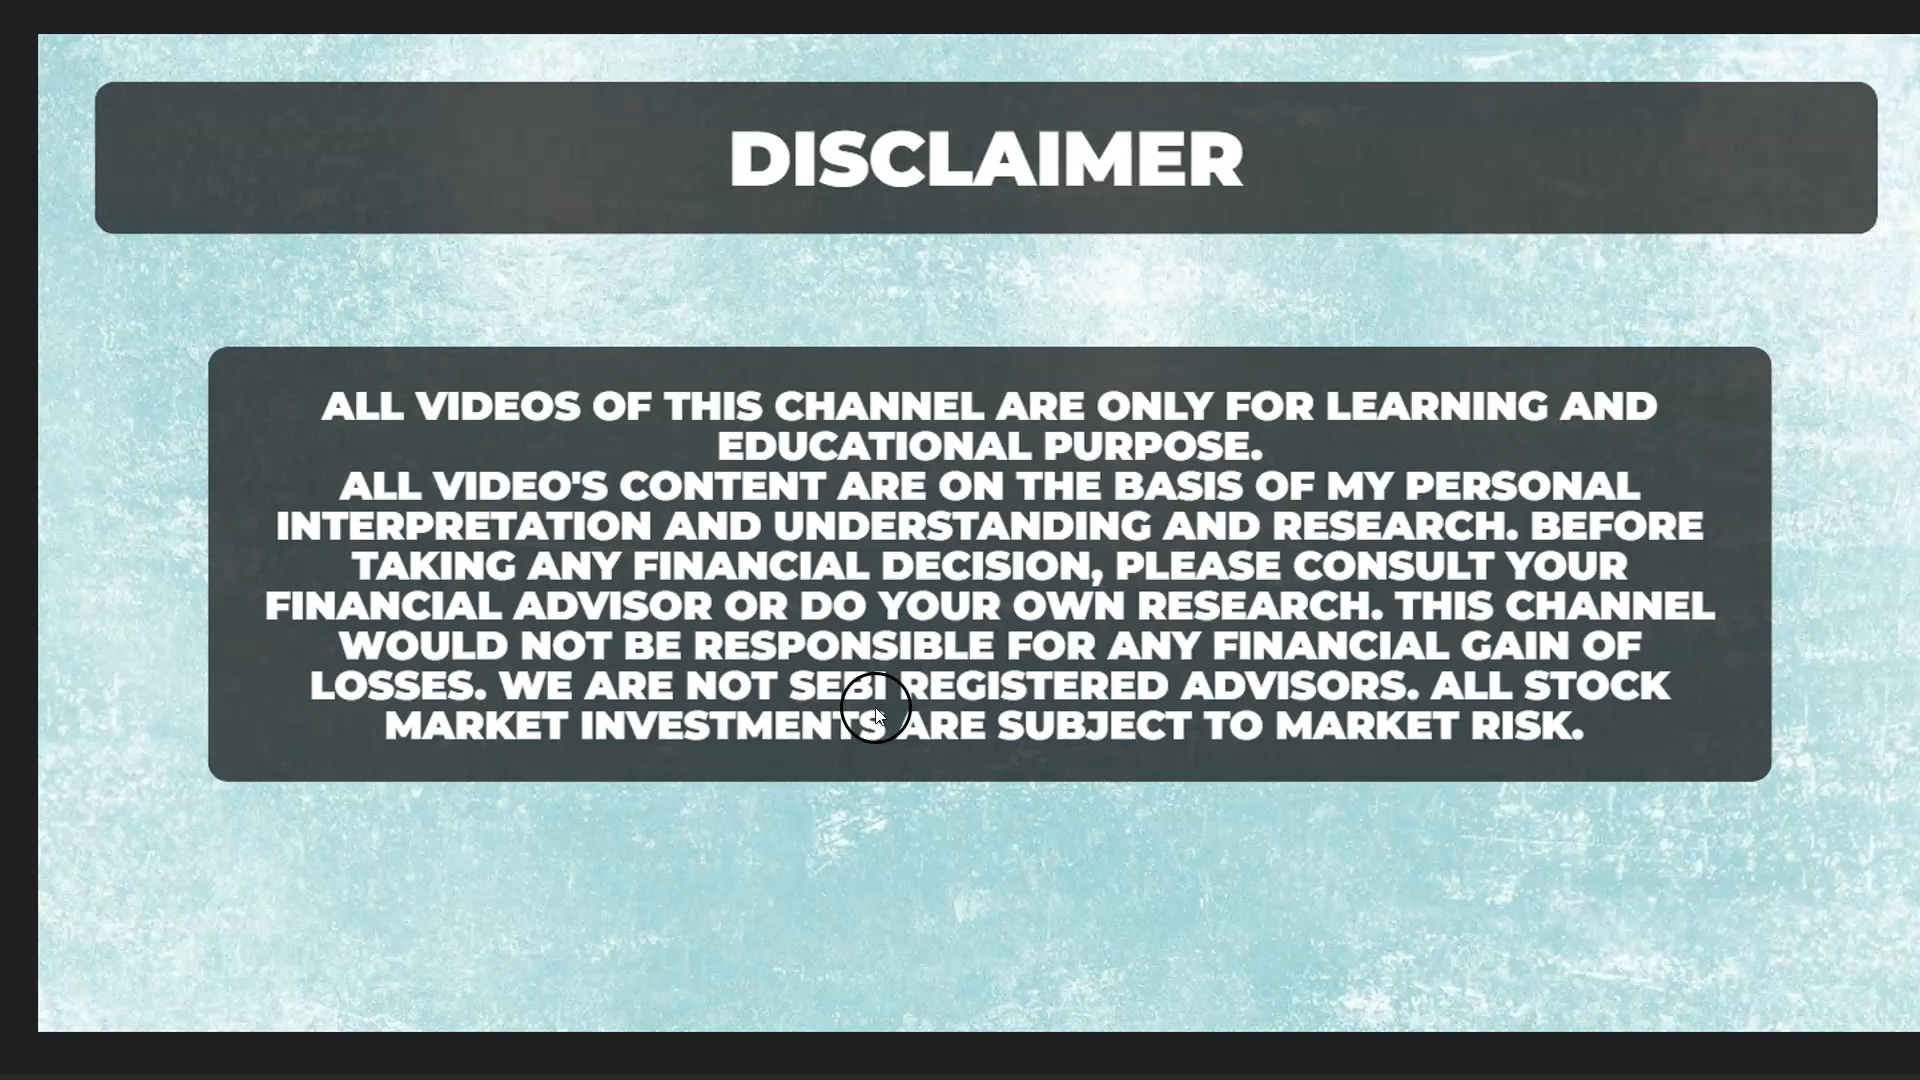 DISCLAIMER
ALL VIDEOS OF THIS CHANNEL ARE ONLY FOR LEARNING AND
EDUCATIONAL PURPOSE.
ALL VIDEO'S CONTENT ARE ON THE BASIS OF MY PERSONAL
INTERPRETATION AND UNDERSTANDING AND RESEARCH. BEFORE
TAKING ANY FINANCIAL DECISION, PLEASE CONSULT YOUR
FINANCIAL ADVISOR OR DO YOUR OWN RESEARCH. THIS CHANNEL
WOULD NOT BE RESPONSIBLE FOR ANY FINANCIAL GAIN OF
LOSSES. WE ARE NOT SEBI REGISTERED ADVISORS. ALL STOCK
MARKET INVESTMENTS ARE SUBJECT TO MARKET RISK.